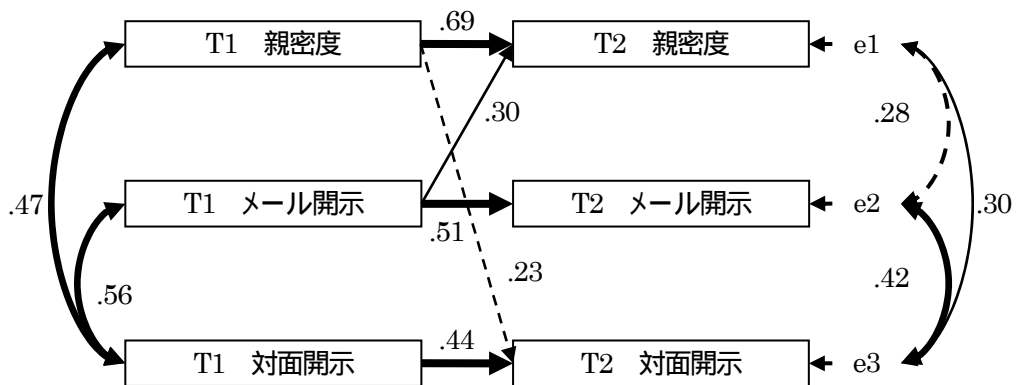 .69
T1 親密度
T2 親密度
e1
.30
.28
.47
T1 メール開示
T2 メール開示
e2
.30
.51
.56
.23
.42
.44
T1 対面開示
T2 対面開示
e3